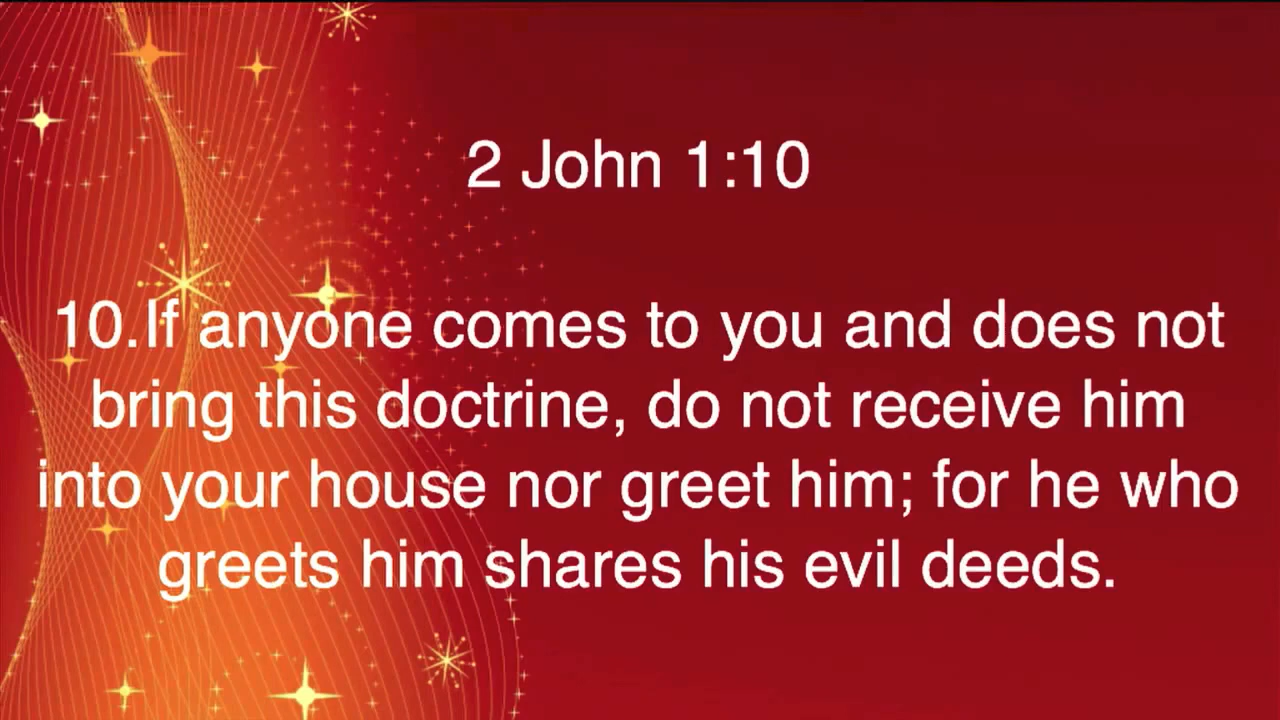 2 John 1:10
10.If anyone comes to you and does not
bring this doctrine, do not receive him
into your house nor greet him; for he who
greets him shares his evil deeds.